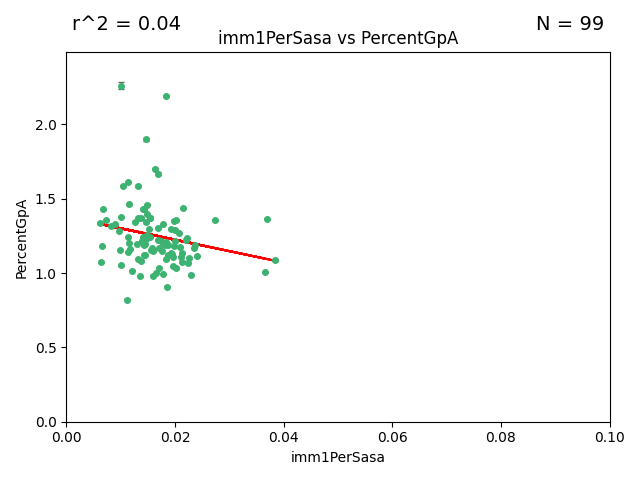 r^2 = 0.04
N = 99
imm1PerSasa vs PercentGpA
PercentGpA
2.0
1.5
1.0
0.5
0.0
0.00 0.02 0.04 0.06 0.08 0.10
imm1PerSasa